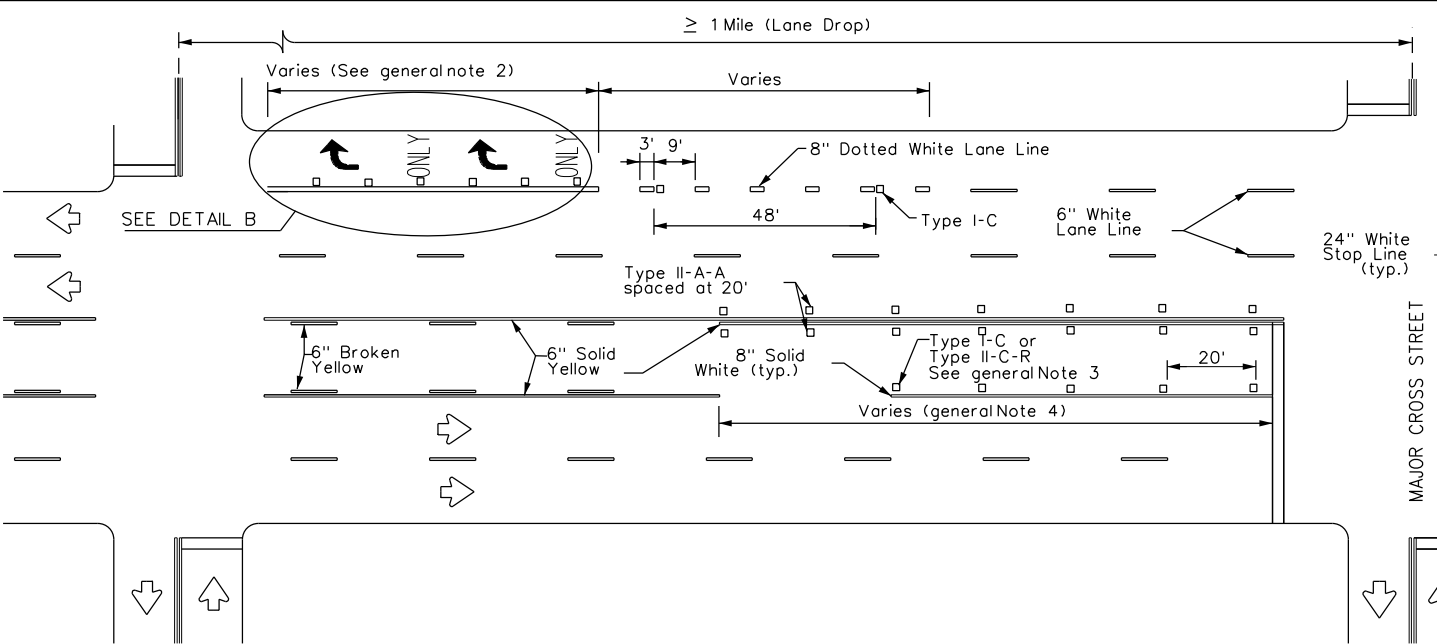 ≥ 1 Mile (Lane Drop)
Varies (See general note 2)
Varies
ONLY
ONLY
3'
9'
8" Dotted White Lane Line
SEE DETAIL B
48'
Type I-C
6" White
Lane Line
24" White
Stop Line
(typ.)
Type II-A-A
spaced at 20'
MAJOR CROSS STREET
6" Broken
Yellow
6" Solid
Yellow
8" Solid
White (typ.)
Type I-C or
Type II-C-R
See general Note 3
20'
Varies (general Note 4)